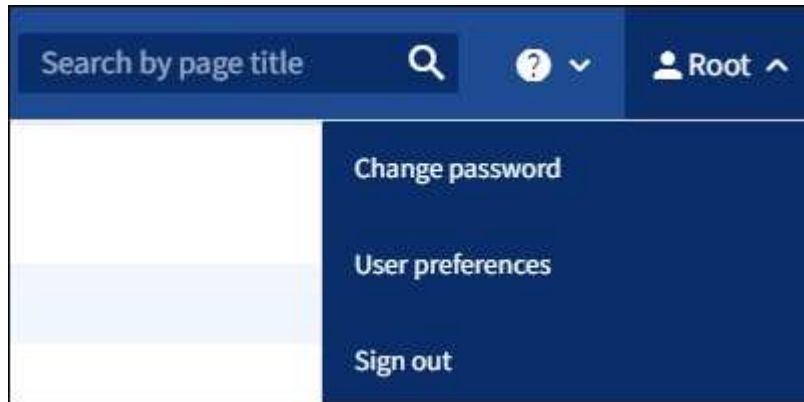 Search by page title
Root
Change password
User preferences
Sign out